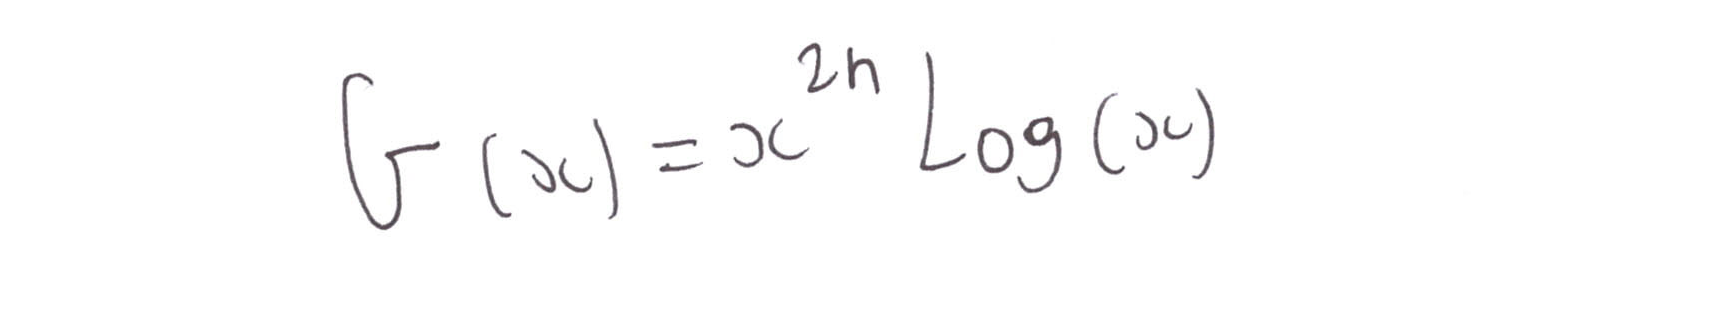 G(x) = x^{2n} Log(x)